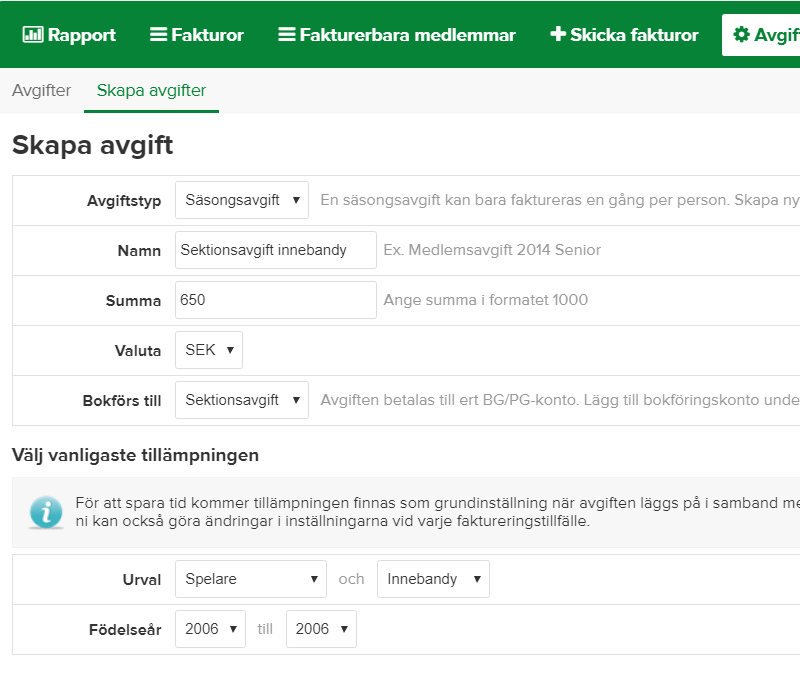 Rapport Fakturor Fakturerbara medlemmar Skicka fakturor Avgif
Avgifter Skapa avgifter
Skapa avgift
Avgiftstyp Säsongsavgift En säsongsavgift kan bara faktureras en gång per person. Skapa ny
Namn Sektionsavgift innebandy Ex. Medlemsavgift 2014 Senior
Summa 650 Ange summa i formatet 1000
Valuta SEK
Bokförs till Sektionsavgift Avgiften betalas till ert BG/PG-konto. Lägg till bokföringskonto unde
Välj vanligaste tillämpningen
För att spara tid kommer tillämpningen finnas som grundinställning när avgiften läggs på i samband me
ni kan också göra ändringar i inställningarna vid varje faktureringstillfälle.
Urval Spelare och Innebandy
Födelseår 2006 till 2006